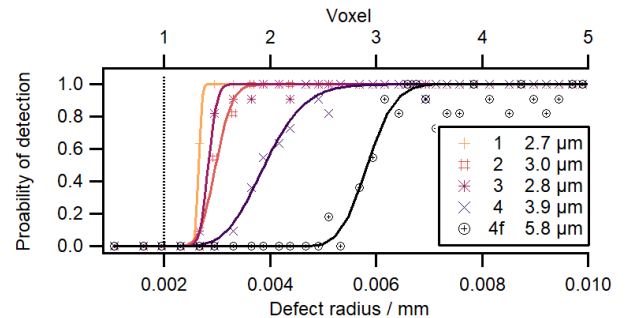 Voxel
1 2 3 4 5
Proability of detection
1.0
0.8
0.6
0.4
0.2
0.0
1 2.7 µm
2 3.0 µm
3 2.8 µm
4 3.9 µm
4f 5.8 µm
0.002 0.004 0.006 0.008 0.010
Defect radius / mm